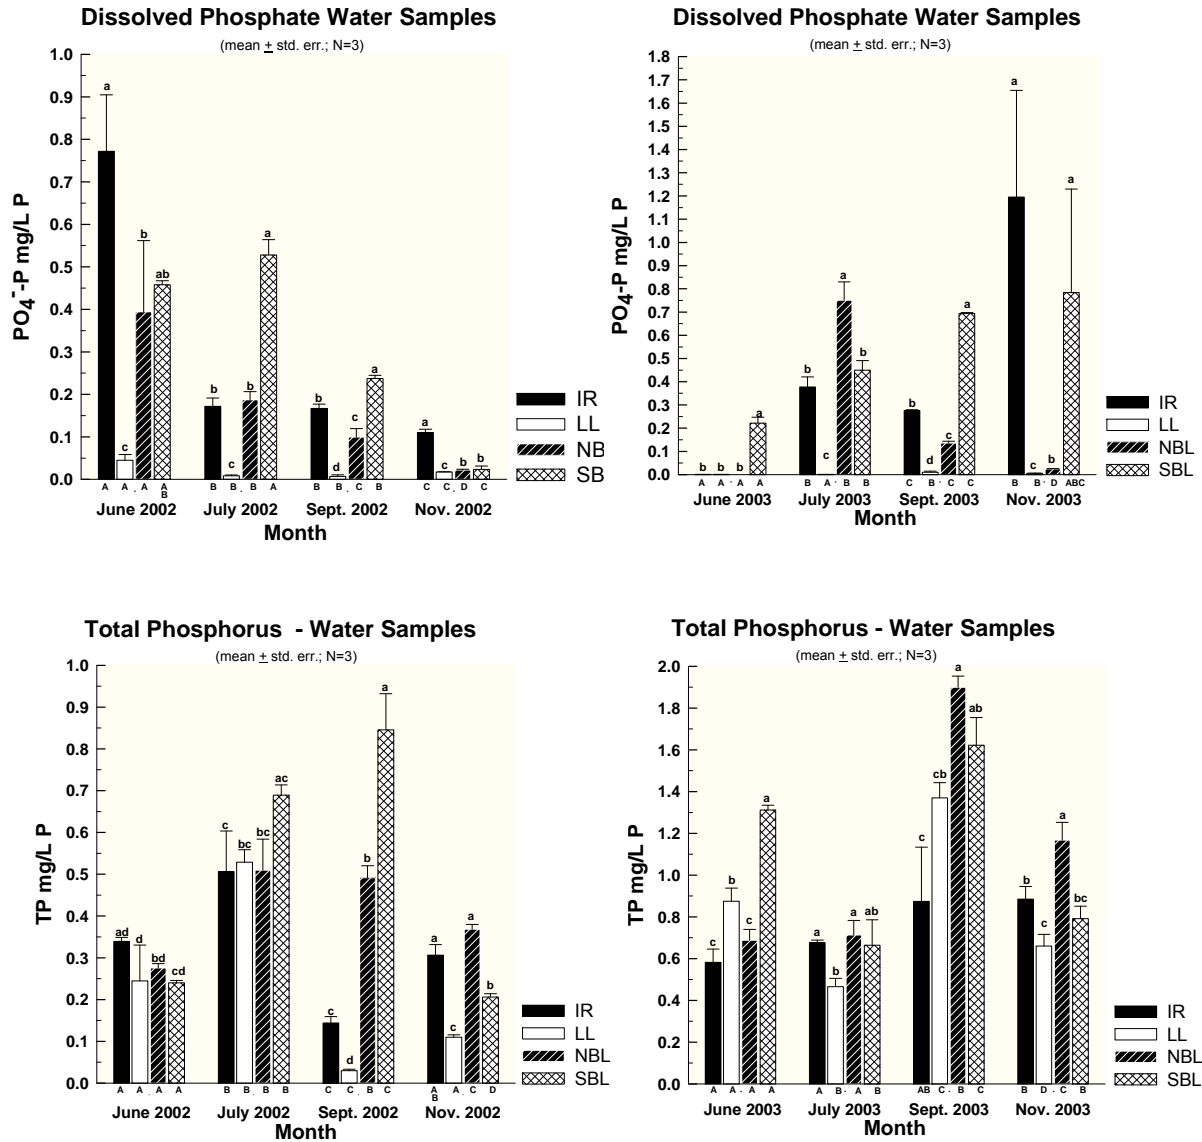 Dissolved Phosphate Water Samples
(mean + std. err.; N=3)
1.0
0.9
0.8
0.7
0.6
0.5
0.4
0.3
0.2
0.1
0.0
PO4⁻-P mg/L P
a
c
b
ab
b
c
b
a
b
d
c
a
a
c
b
b
A A . A A B
B B . B A
B B . C B
C C . D C
June 2002 July 2002 Sept. 2002 Nov. 2002
Month
IR
LL
NB
SB
Dissolved Phosphate Water Samples
(mean + std. err.; N=3)
1.8
1.7
1.6
1.5
1.4
1.3
1.2
1.1
1.0
0.9
0.8
0.7
0.6
0.5
0.4
0.3
0.2
0.1
0.0
PO4-P mg/L P
b
b
b
a
b
c
a
b
b
d
c
a
a
c
b
a
A A . A A
B A . B B
C B . C C
B B . D ABC
June 2003 July 2003 Sept. 2003 Nov. 2003
Month
IR
LL
NBL
SBL
Total Phosphorus - Water Samples
(mean + std. err.; N=3)
1.0
0.9
0.8
0.7
0.6
0.5
0.4
0.3
0.2
0.1
0.0
TP mg/L P
ad
d
bd
cd
c
bc
bc
ac
c
d
b
a
b
c
a
b
A A . A A
B B . B B
C C . B C
A B A . C D
June 2002 July 2002 Sept. 2002 Nov. 2002
Month
IR
LL
NBL
SBL
Total Phosphorus - Water Samples
(mean + std. err.; N=3)
2.0
1.8
1.6
1.4
1.2
1.0
0.8
0.6
0.4
0.2
0.0
TP mg/L P
c
b
c
a
a
b
a
ab
c
cb
a
ab
b
c
a
bc
A A . A A
A B . A B
AB C . B C
B D . C B
June 2003 July 2003 Sept. 2003 Nov. 2003
Month
IR
LL
NBL
SBL